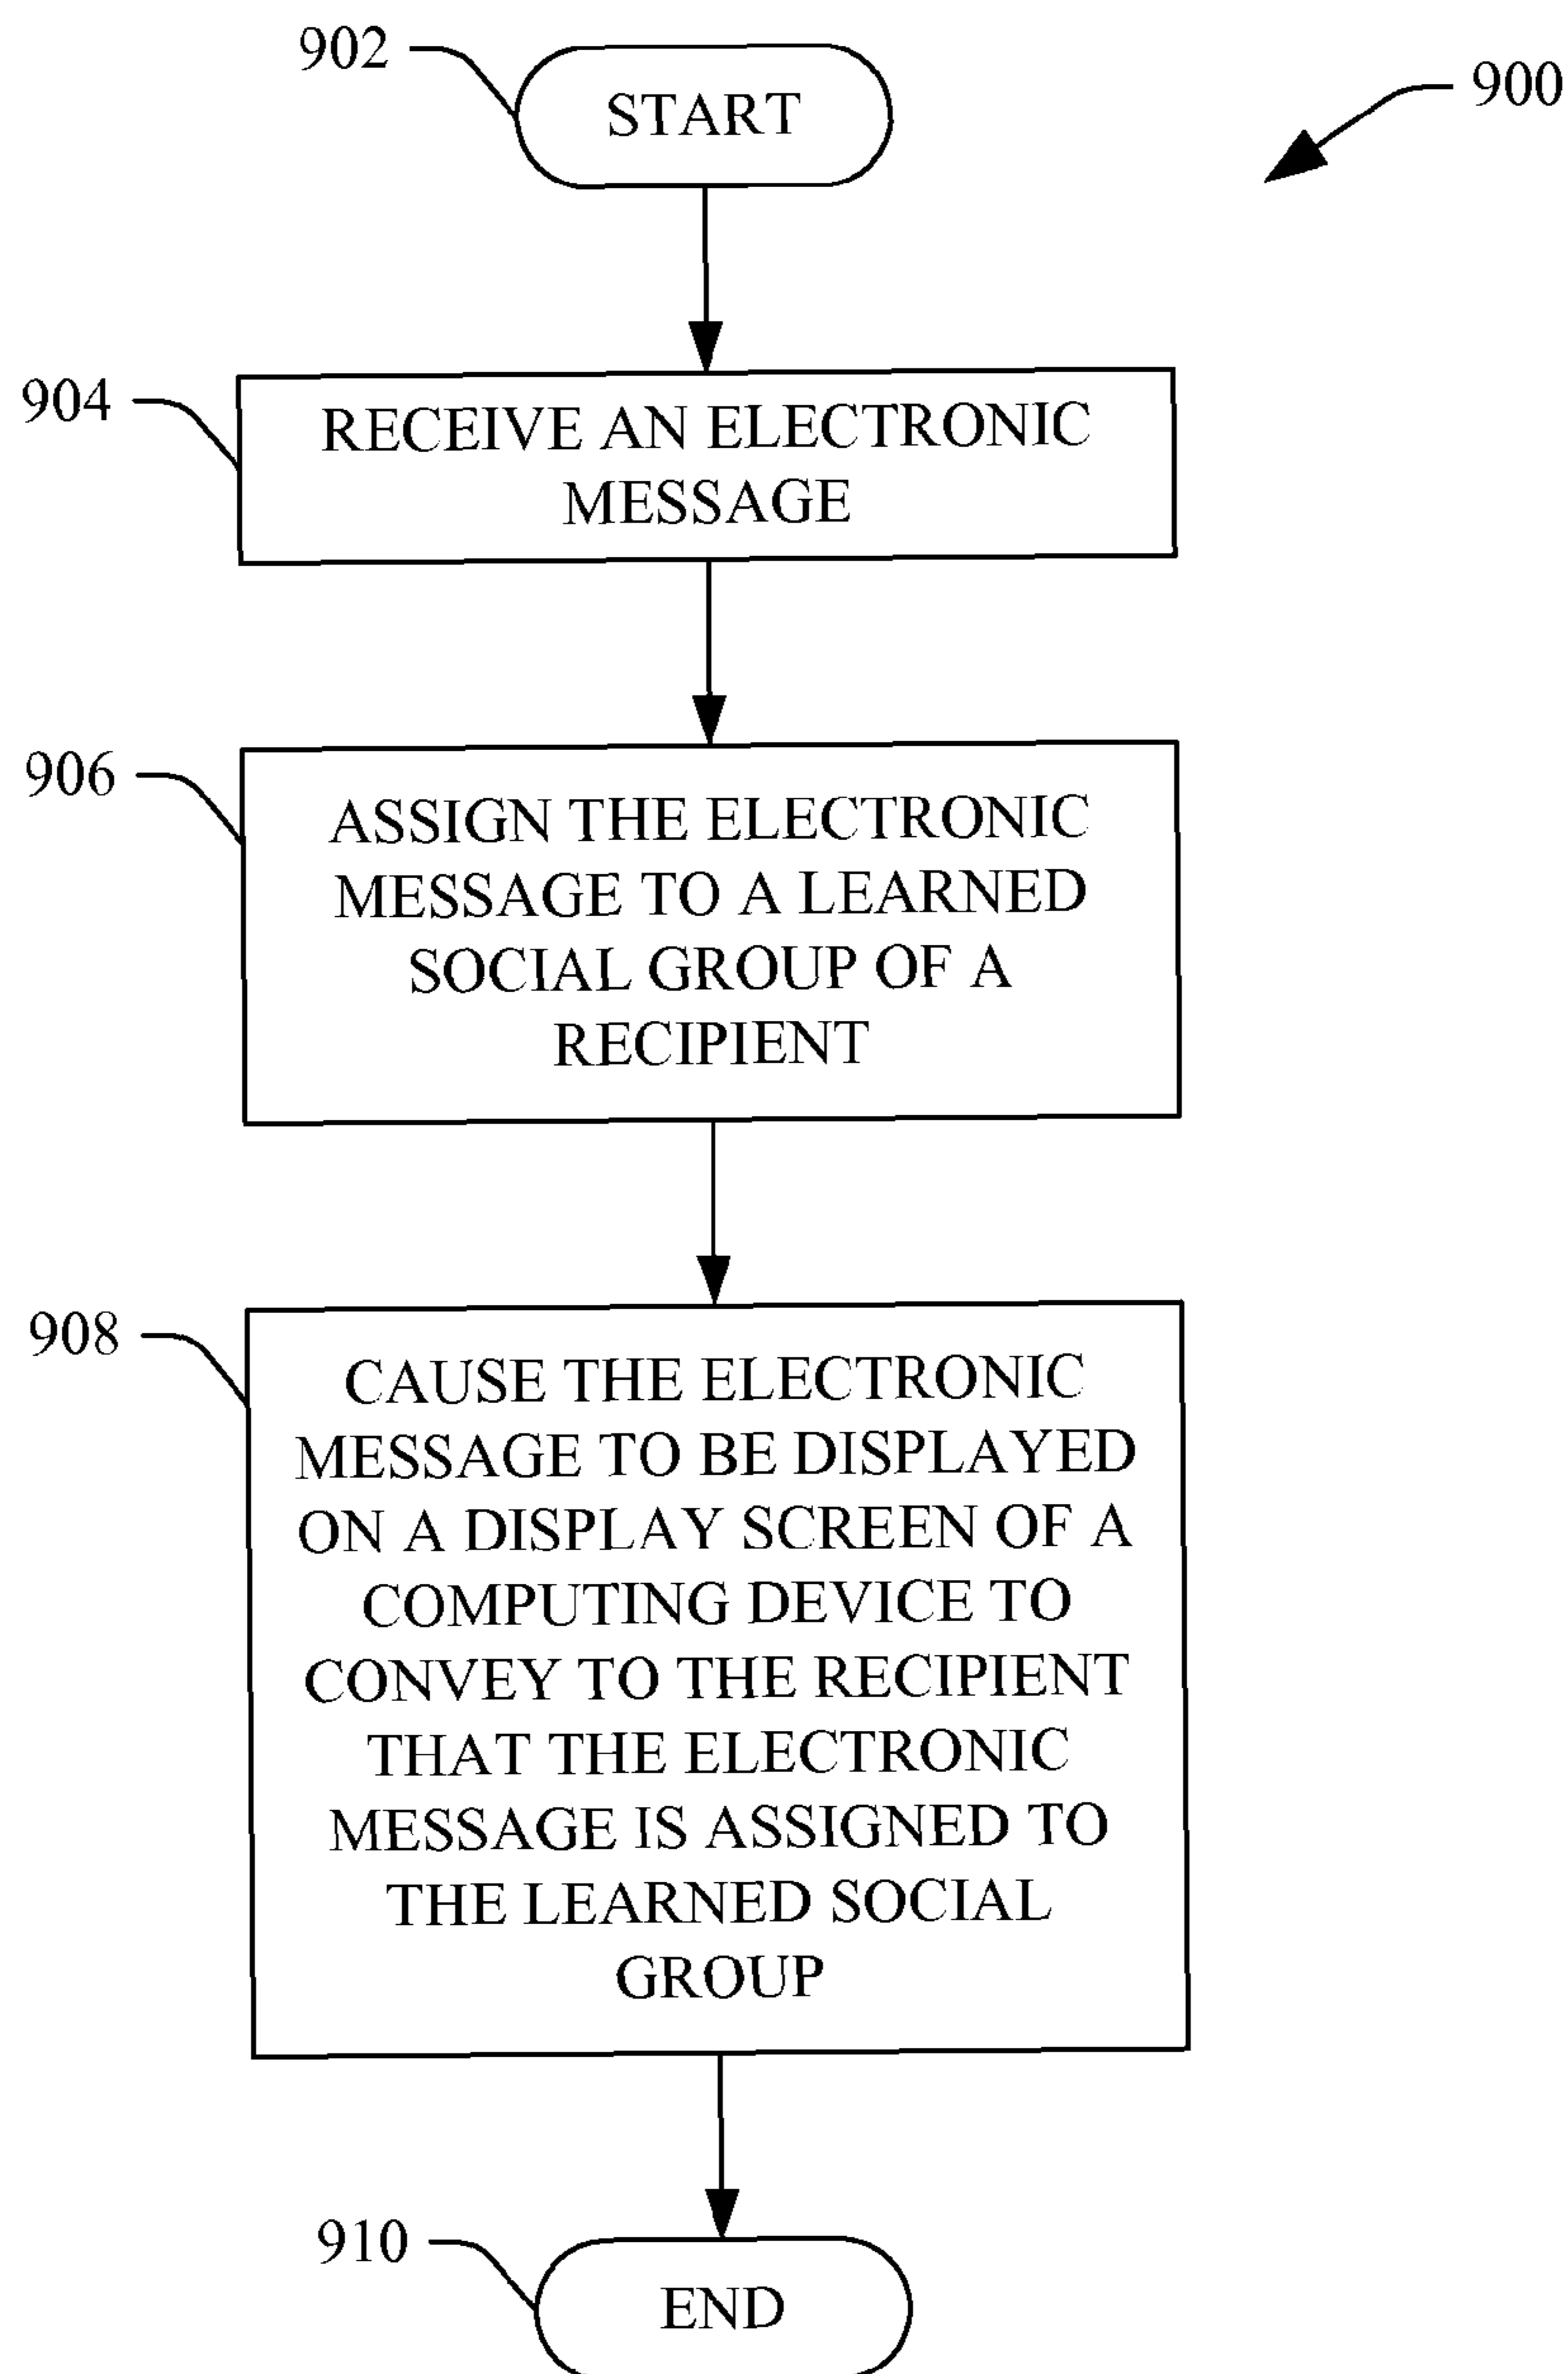 902
START
900
904
RECEIVE AN ELECTRONIC
MESSAGE
906
ASSIGN THE ELECTRONIC
MESSAGE TO A LEARNED
SOCIAL GROUP OF A
RECIPIENT
908
CAUSE THE ELECTRONIC
MESSAGE TO BE DISPLAYED
ON A DISPLAY SCREEN OF A
COMPUTING DEVICE TO
CONVEY TO THE RECIPIENT
THAT THE ELECTRONIC
MESSAGE IS ASSIGNED TO
THE LEARNED SOCIAL
GROUP
910
END